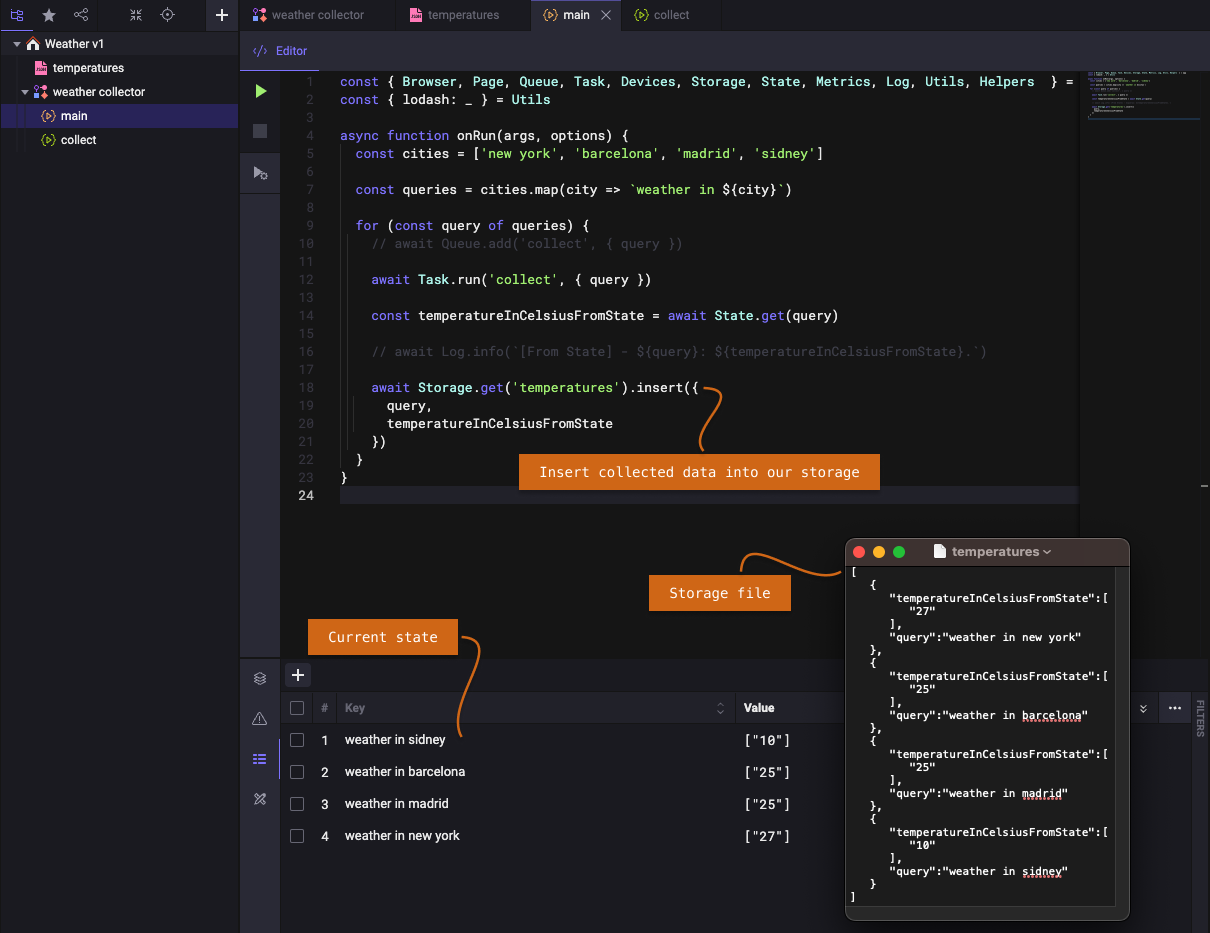 weather collector
temperatures
main
collect
Weather v1
temperatures
weather collector
main
collect
</> Editor
1 const { Browser, Page, Queue, Task, Devices, Storage, State, Metrics, Log, Utils, Helpers } =
2 const { lodash: _ } = Utils
3
4 async function onRun(args, options) {
5 const cities = ['new york', 'barcelona', 'madrid', 'sidney']
6
7 const queries = cities.map(city => `weather in ${city}`)
8
9 for (const query of queries) {
10 // await Queue.add('collect', { query })
11
12 await Task.run('collect', { query })
13
14 const temperatureInCelsiusFromState = await State.get(query)
15
16 // await Log.info(`[From State] - ${query}: ${temperatureInCelsiusFromState}.`)
17
18 await Storage.get('temperatures').insert({
19 query,
20 temperatureInCelsiusFromState
21 })
22 }
23 }
24
Insert collected data into our storage
Storage file
Current state
# Key Value
1 weather in sidney ["10"]
2 weather in barcelona ["25"]
3 weather in madrid ["25"]
4 weather in new york ["27"]
FILTERS
temperatures
[
{
"temperatureInCelsiusFromState":[
"27"
],
"query":"weather in new york"
},
{
"temperatureInCelsiusFromState":[
"25"
],
"query":"weather in barcelona"
},
{
"temperatureInCelsiusFromState":[
"25"
],
"query":"weather in madrid"
},
{
"temperatureInCelsiusFromState":[
"10"
],
"query":"weather in sidney"
}
]